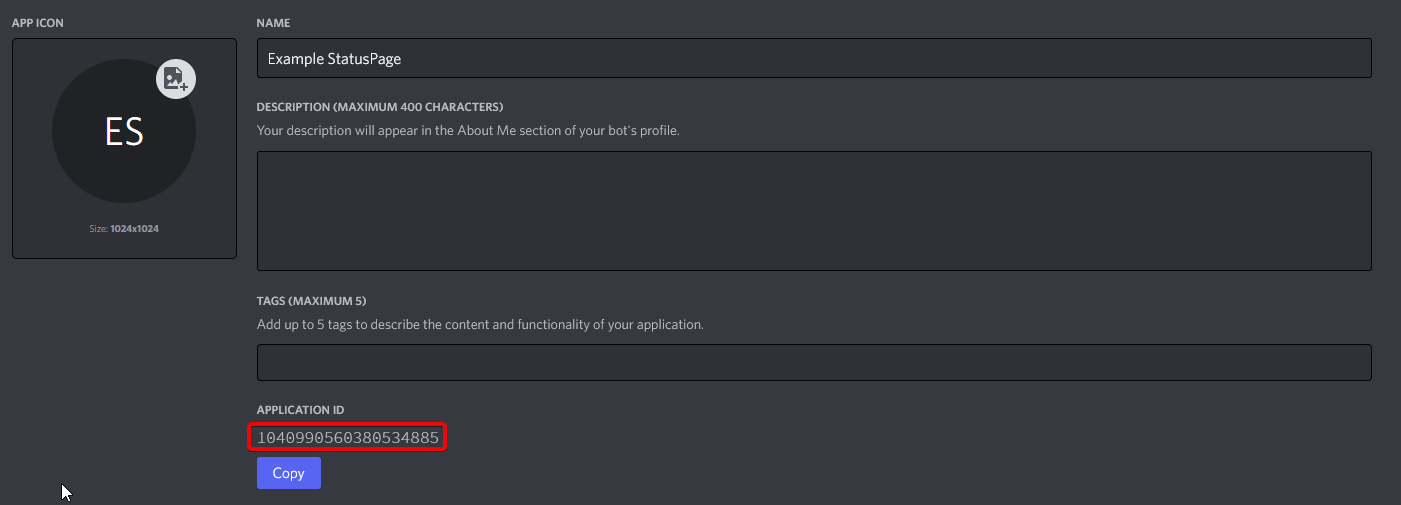 APP ICON
ES
Size: 1024x1024
NAME
Example StatusPage
DESCRIPTION (MAXIMUM 400 CHARACTERS)
Your description will appear in the About Me section of your bot's profile.
TAGS (MAXIMUM 5)
Add up to 5 tags to describe the content and functionality of your application.
APPLICATION ID
1040990560380534885
Copy